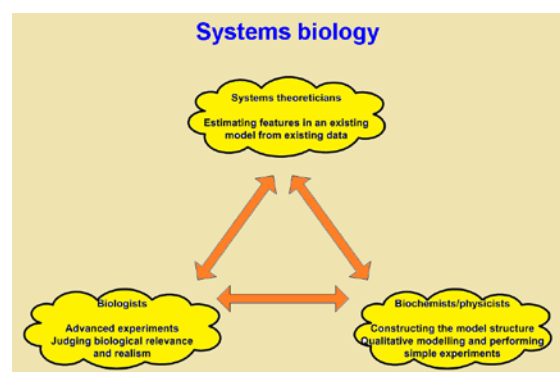 Systems biology
Systems theoreticians
Estimating features in an existing
model from existing data
Biologists
Advanced experiments
Judging biological relevance
and realism
Biochemists/physicists
Constructing the model structure
Qualitative modelling and performing
simple experiments